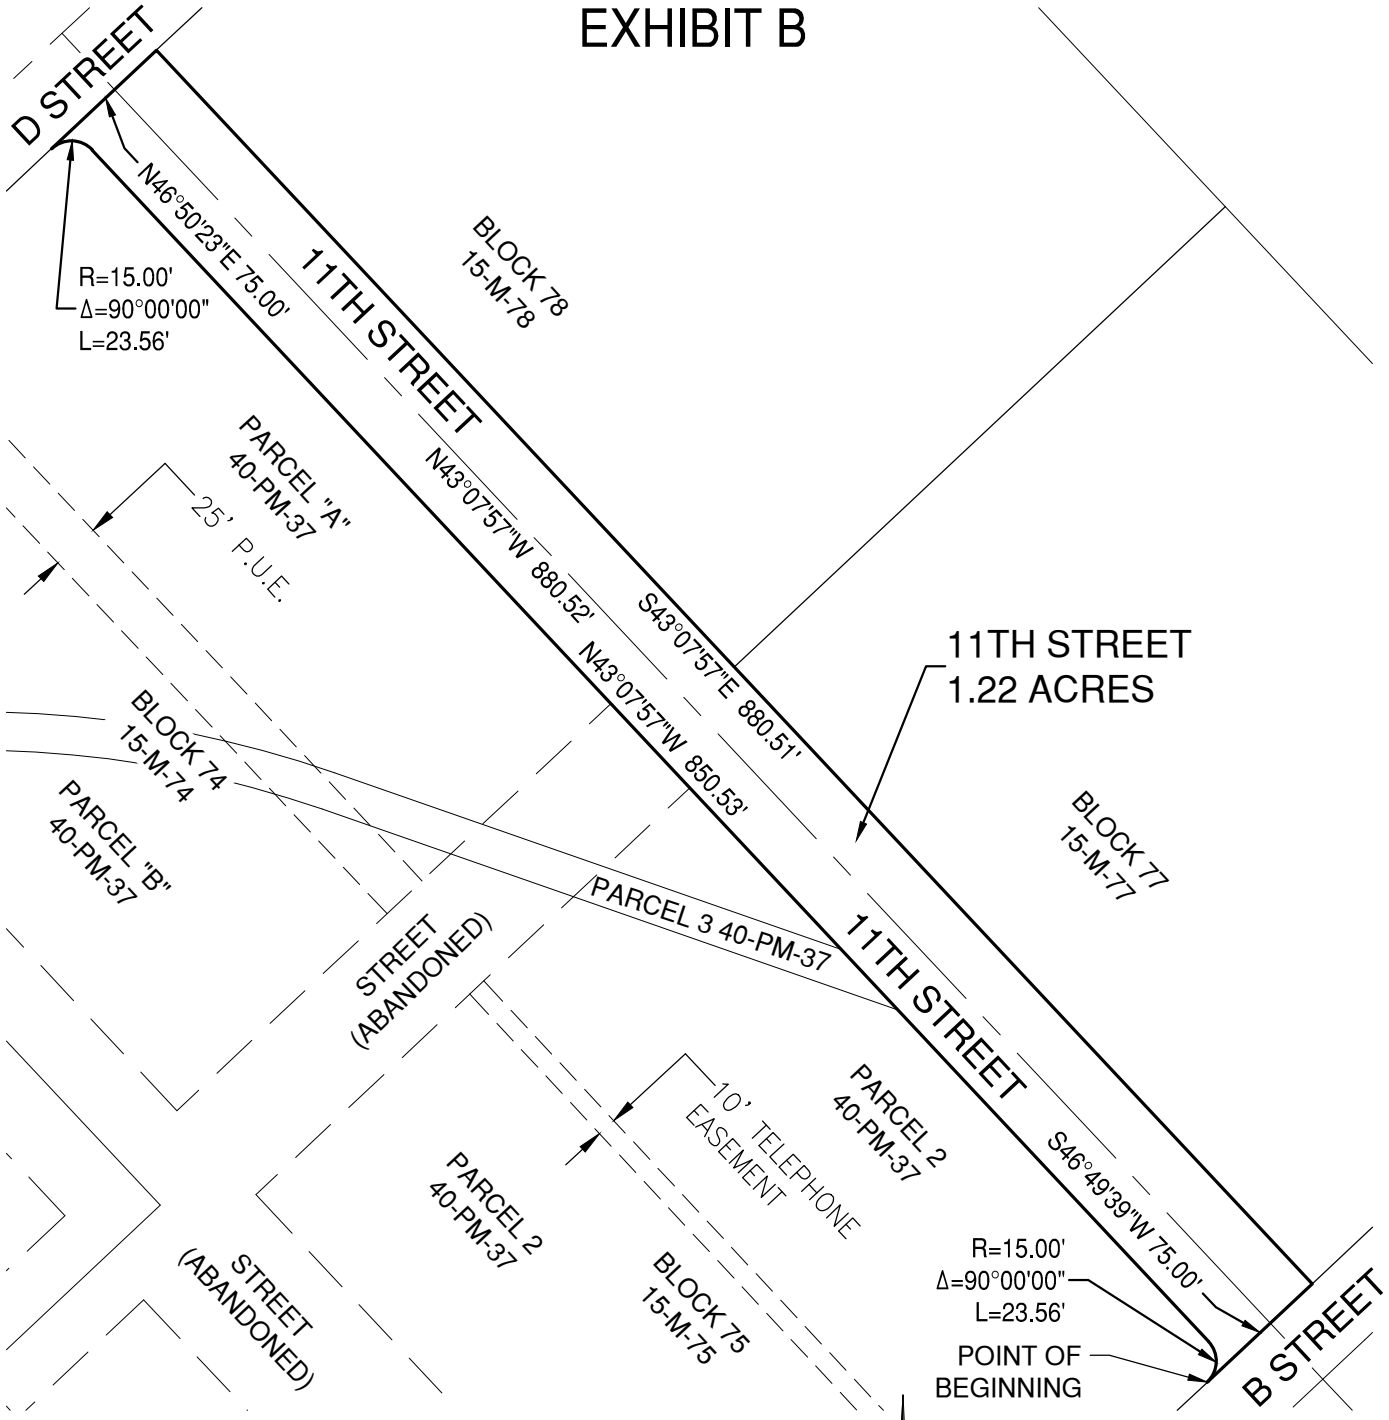 EXHIBIT B
D STREET
N46°50'23"E 75.00'
R=15.00'
Δ=90°00'00"
L=23.56'
11TH STREET
BLOCK 78
15-M-78
PARCEL "A"
40-PM-37
25' P.U.E.
N43°07'57"W 880.52'
S43°07'57"E 880.51'
N43°07'57"W 850.53'
11TH STREET
1.22 ACRES
BLOCK 74
15-M-74
PARCEL "B"
40-PM-37
BLOCK 77
15-M-77
PARCEL 3 40-PM-37
STREET
(ABANDONED)
11TH STREET
10' TELEPHONE
EASEMENT
PARCEL 2
40-PM-37
PARCEL 2
40-PM-37
S46°49'39"W 75.00'
STREET
(ABANDONED)
BLOCK 75
15-M-75
R=15.00'
Δ=90°00'00"
L=23.56'
POINT OF
BEGINNING
B STREET